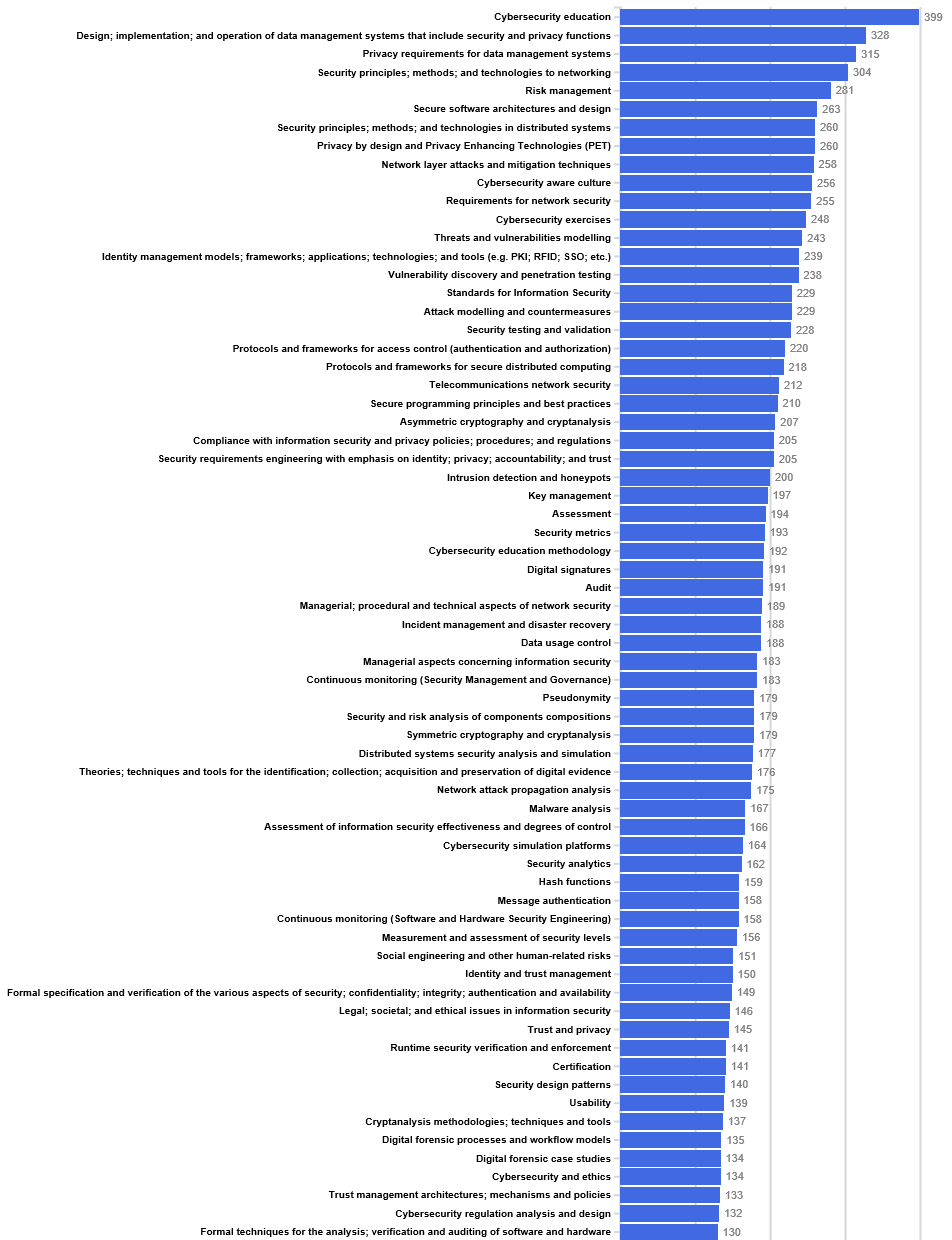 Cybersecurity education 399
Design; implementation; and operation of data management systems that include security and privacy functions 328
Privacy requirements for data management systems 315
Security principles; methods; and technologies to networking 304
Risk management 281
Secure software architectures and design 263
Security principles; methods; and technologies in distributed systems 260
Privacy by design and Privacy Enhancing Technologies (PET) 260
Network layer attacks and mitigation techniques 258
Cybersecurity aware culture 256
Requirements for network security 255
Cybersecurity exercises 248
Threats and vulnerabilities modelling 243
Identity management models; frameworks; applications; technologies; and tools (e.g. PKI; RFID; SSO; etc.) 239
Vulnerability discovery and penetration testing 238
Standards for Information Security 229
Attack modelling and countermeasures 229
Security testing and validation 228
Protocols and frameworks for access control (authentication and authorization) 220
Protocols and frameworks for secure distributed computing 218
Telecommunications network security 212
Secure programming principles and best practices 210
Asymmetric cryptography and cryptanalysis 207
Compliance with information security and privacy policies; procedures; and regulations 205
Security requirements engineering with emphasis on identity; privacy; accountability; and trust 205
Intrusion detection and honeypots 200
Key management 197
Assessment 194
Security metrics 193
Cybersecurity education methodology 192
Digital signatures 191
Audit 191
Managerial; procedural and technical aspects of network security 189
Incident management and disaster recovery 188
Data usage control 188
Managerial aspects concerning information security 183
Continuous monitoring (Security Management and Governance) 183
Pseudonymity 179
Security and risk analysis of components compositions 179
Symmetric cryptography and cryptanalysis 179
Distributed systems security analysis and simulation 177
Theories; techniques and tools for the identification; collection; acquisition and preservation of digital evidence 176
Network attack propagation analysis 175
Malware analysis 167
Assessment of information security effectiveness and degrees of control 166
Cybersecurity simulation platforms 164
Security analytics 162
Hash functions 159
Message authentication 158
Continuous monitoring (Software and Hardware Security Engineering) 158
Measurement and assessment of security levels 156
Social engineering and other human-related risks 151
Identity and trust management 150
Formal specification and verification of the various aspects of security; confidentiality; integrity; authentication and availability 149
Legal; societal; and ethical issues in information security 146
Trust and privacy 145
Runtime security verification and enforcement 141
Certification 141
Security design patterns 140
Usability 139
Cryptanalysis methodologies; techniques and tools 137
Digital forensic processes and workflow models 135
Digital forensic case studies 134
Cybersecurity and ethics 134
Trust management architectures; mechanisms and policies 133
Cybersecurity regulation analysis and design 132
Formal techniques for the analysis; verification and auditing of software and hardware 130